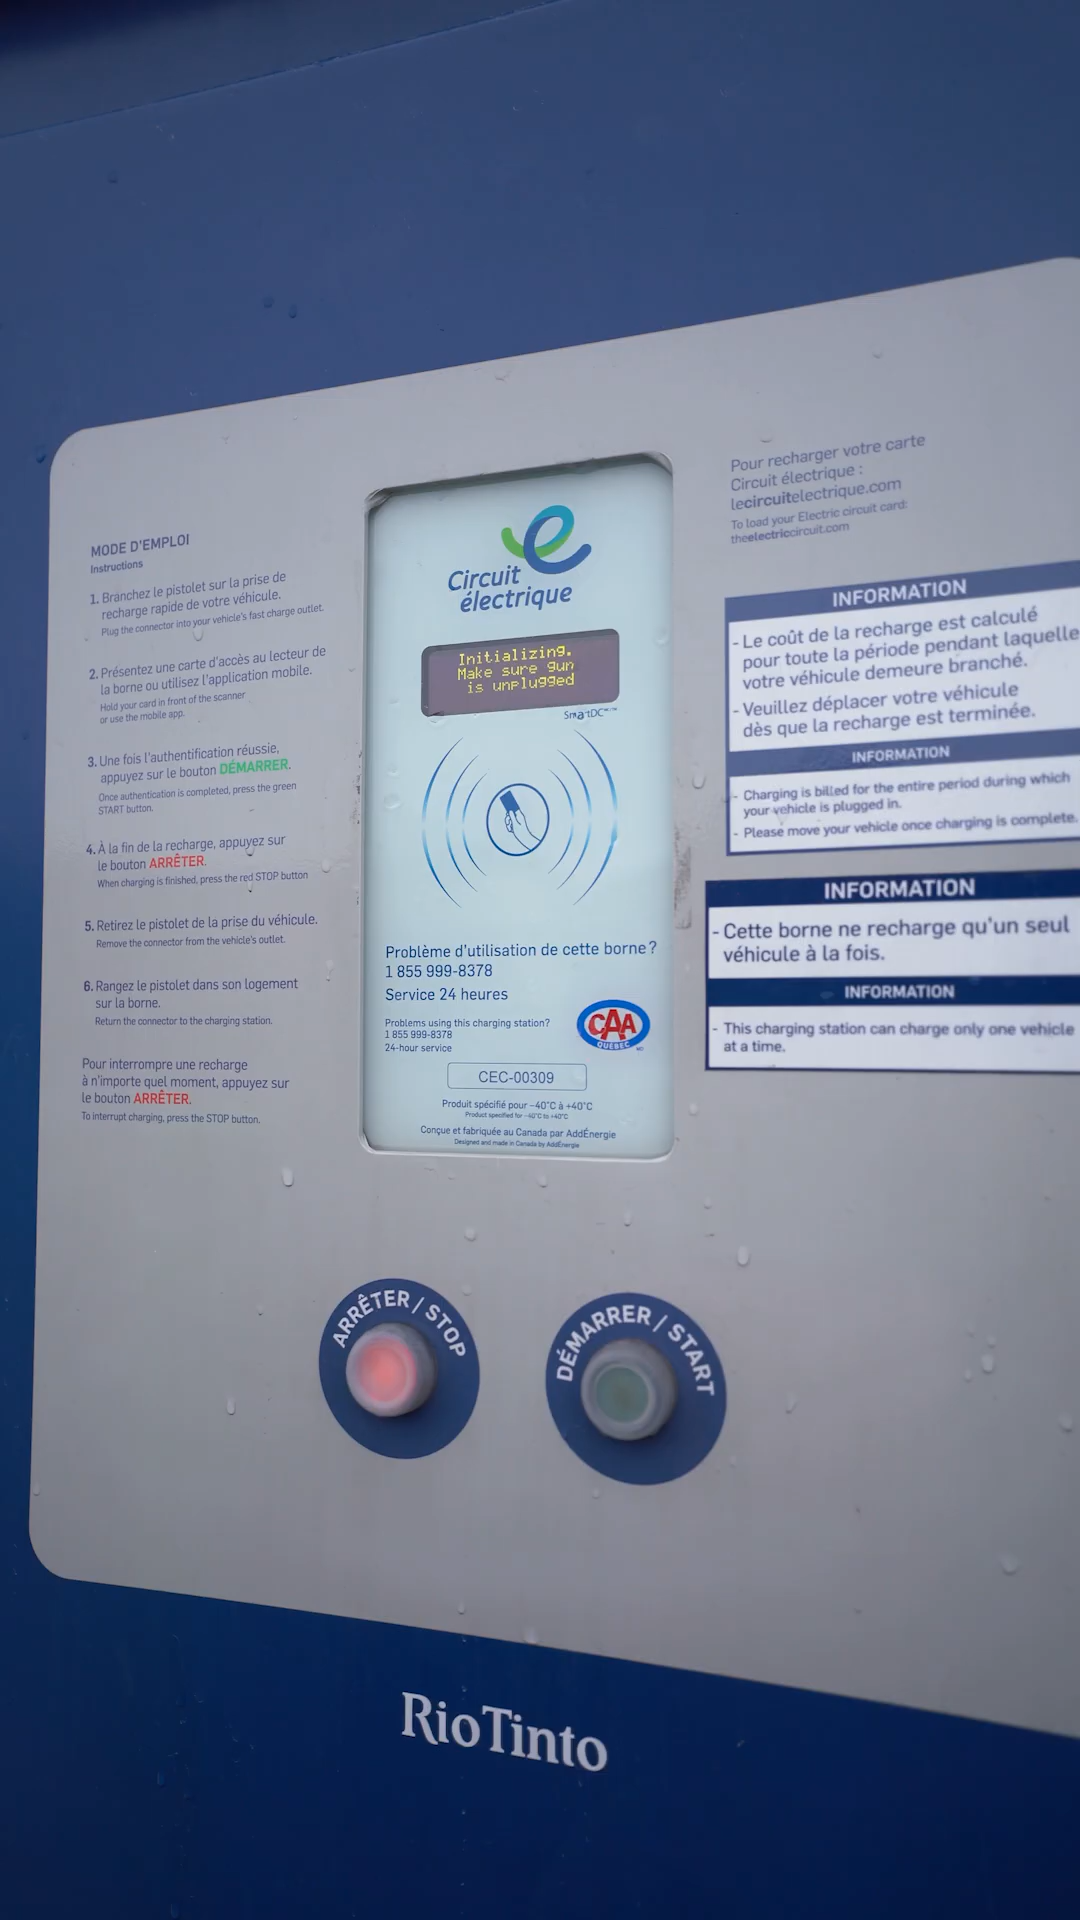 MODE D'EMPLOI
Instructions
1. Branchez le pistolet sur la prise de
recharge rapide de votre véhicule.
Plug the connector into your vehicle's fast charge outlet.
2. Présentez une carte d'accès au lecteur de
la borne ou utilisez l'application mobile.
Hold your card in front of the scanner
or use the mobile app.
3. Une fois l'authentification réussie,
appuyez sur le bouton DÉMARRER.
Once authentication is completed, press the green
START button.
4. À la fin de la recharge, appuyez sur
le bouton ARRÊTER.
When charging is finished, press the red STOP button
5. Retirez le pistolet de la prise du véhicule.
Remove the connector from the vehicle's outlet.
6. Rangez le pistolet dans son logement
sur la borne.
Return the connector to the charging station.
Pour interrompre une recharge
à n'importe quel moment, appuyez sur
le bouton ARRÊTER.
To interrupt charging, press the STOP button.
Circuit
électrique
Initializing.
Make sure gun
is unplugged
SmartDC
Problème d'utilisation de cette borne?
1 855 999-8378
Service 24 heures
Problems using this charging station?
1 855 999-8378
24-hour service
CAA
QUÉBEC
CEC-00309
Produit spécifié pour −40°C à +40°C
Product specified for −40°C to +40°C
Conçue et fabriquée au Canada par AddÉnergie
Designed and made in Canada by AddÉnergie
Pour recharger votre carte
Circuit électrique :
lecircuitelectrique.com
To load your Electric circuit card:
theelectriccircuit.com
INFORMATION
- Le coût de la recharge est calculé
pour toute la période pendant laquelle
votre véhicule demeure branché.
- Veuillez déplacer votre véhicule
dès que la recharge est terminée.
INFORMATION
- Charging is billed for the entire period during which
your vehicle is plugged in.
- Please move your vehicle once charging is complete.
INFORMATION
- Cette borne ne recharge qu'un seul
véhicule à la fois.
INFORMATION
- This charging station can charge only one vehicle
at a time.
ARRÊTER / STOP
DÉMARRER / START
RioTinto